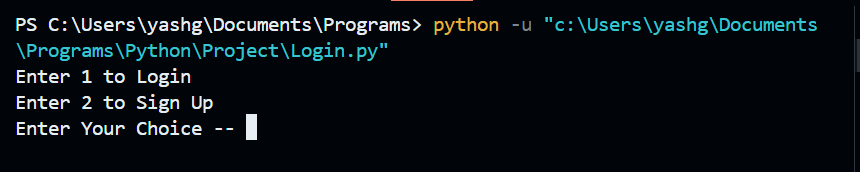 PS C:\Users\yashg\Documents\Programs> python -u "c:\Users\yashg\Documents
\Programs\Python\Project\Login.py"
Enter 1 to Login
Enter 2 to Sign Up
Enter Your Choice --